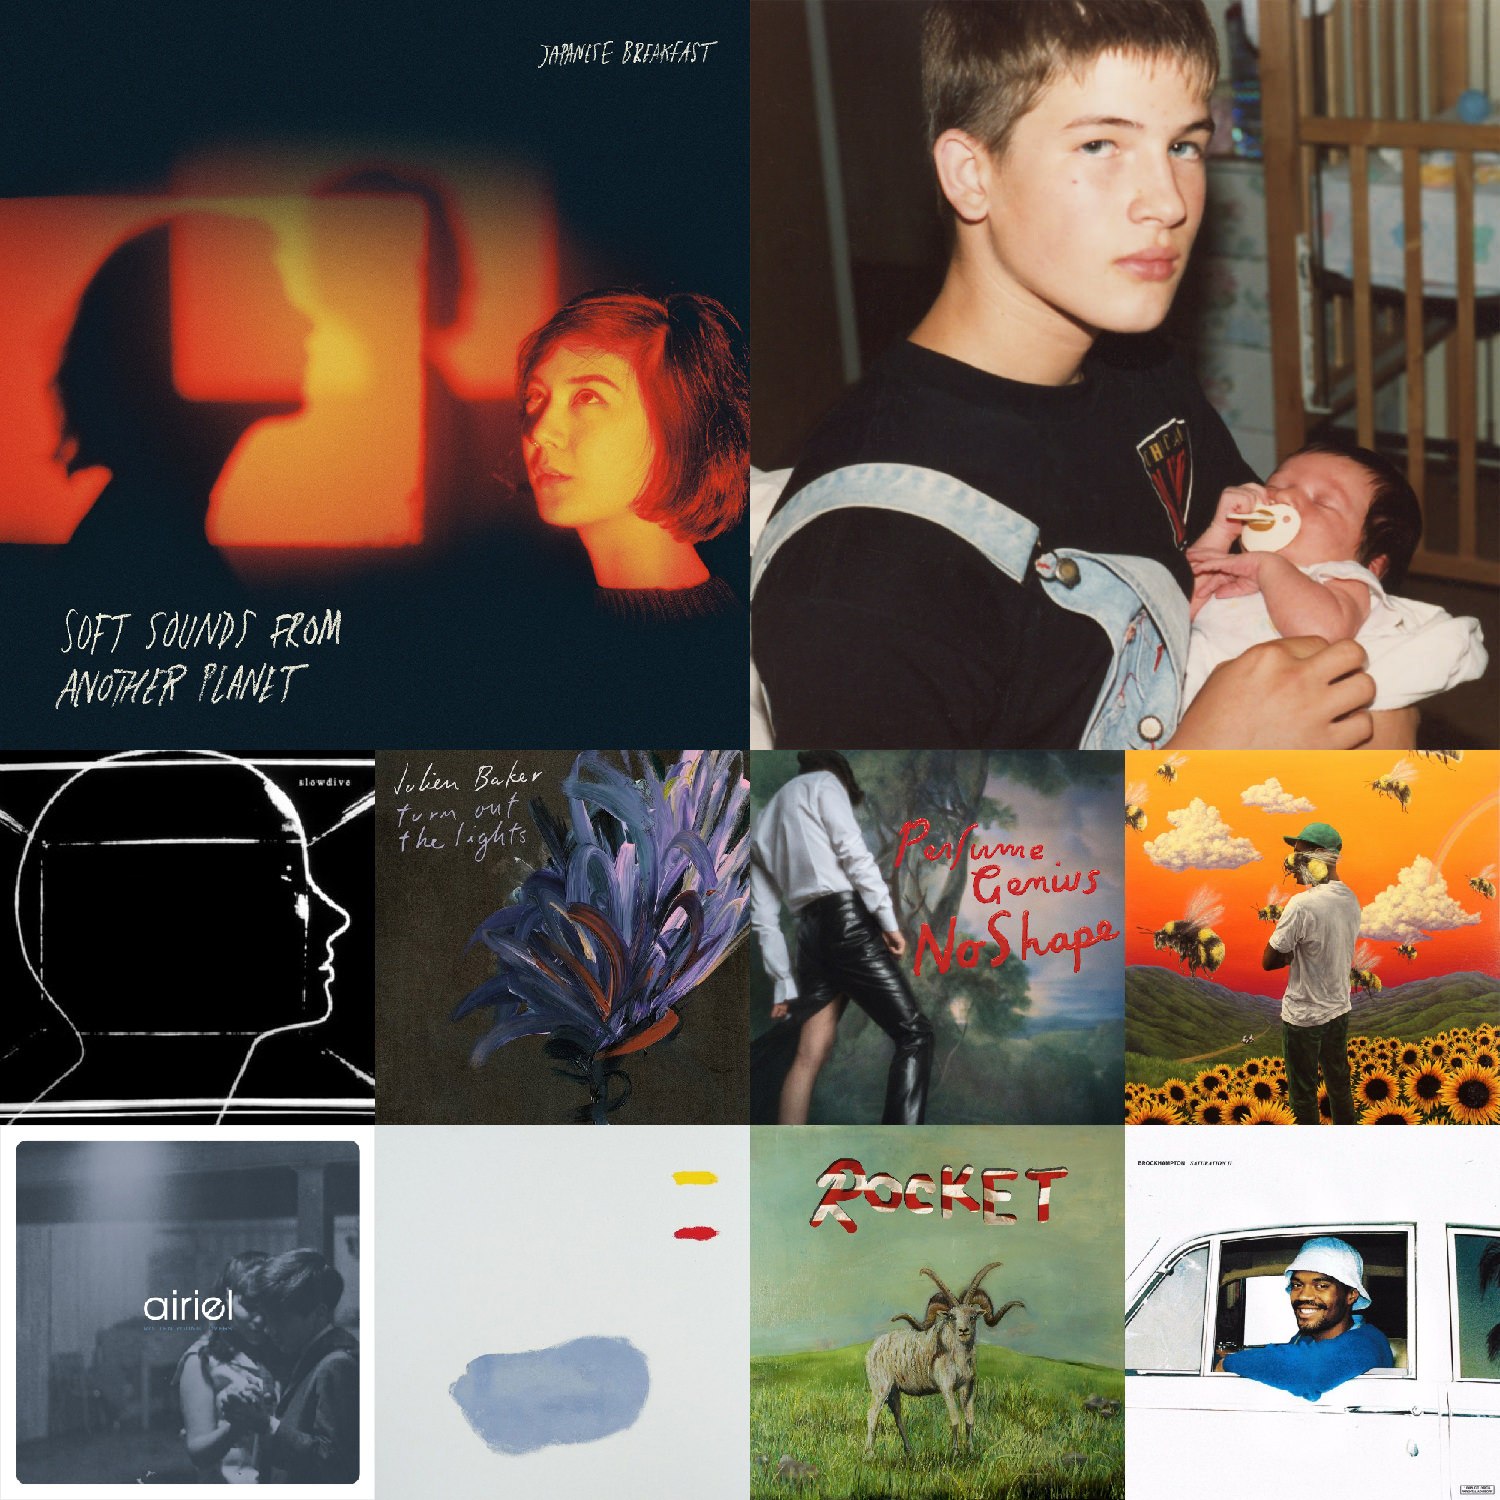 JAPANESE BREAKFAST
SOFT SOUNDS FROM
ANOTHER PLANET
CHCA
slowdive
Julien Baker
turn out
the lights
Perfume
Genius
No Shape
airiel
ROCKET
BROCKHAMPTON SATURATION II